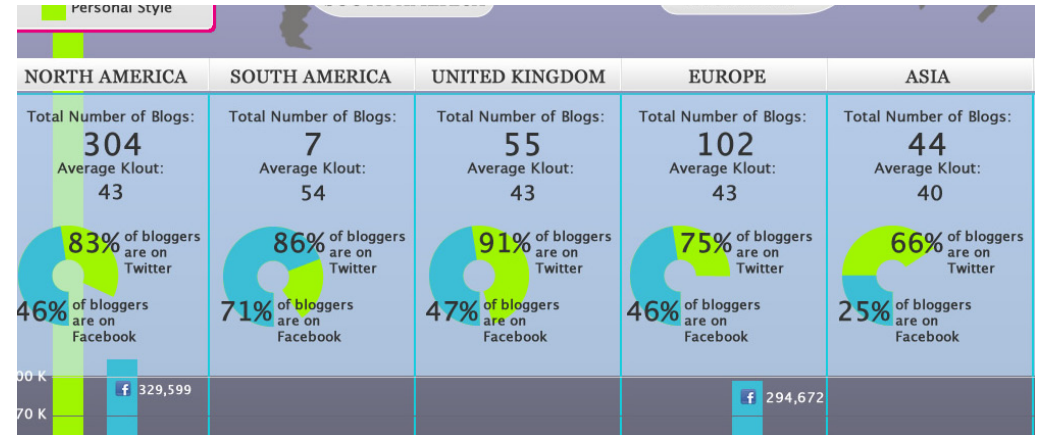 Personal Style
SOUTH AMERICA
NORTH AMERICA
SOUTH AMERICA
UNITED KINGDOM
EUROPE
ASIA
Total Number of Blogs:
304
Average Klout:
43
83% of bloggers
are on
Twitter
46% of bloggers
are on
Facebook
Total Number of Blogs:
7
Average Klout:
54
86% of bloggers
are on
Twitter
71% of bloggers
are on
Facebook
Total Number of Blogs:
55
Average Klout:
43
91% of bloggers
are on
Twitter
47% of bloggers
are on
Facebook
Total Number of Blogs:
102
Average Klout:
43
75% of bloggers
are on
Twitter
46% of bloggers
are on
Facebook
Total Number of Blogs:
44
Average Klout:
40
66% of bloggers
are on
Twitter
25% of bloggers
are on
Facebook
00 K
f 329,599
f 294,672
70 K